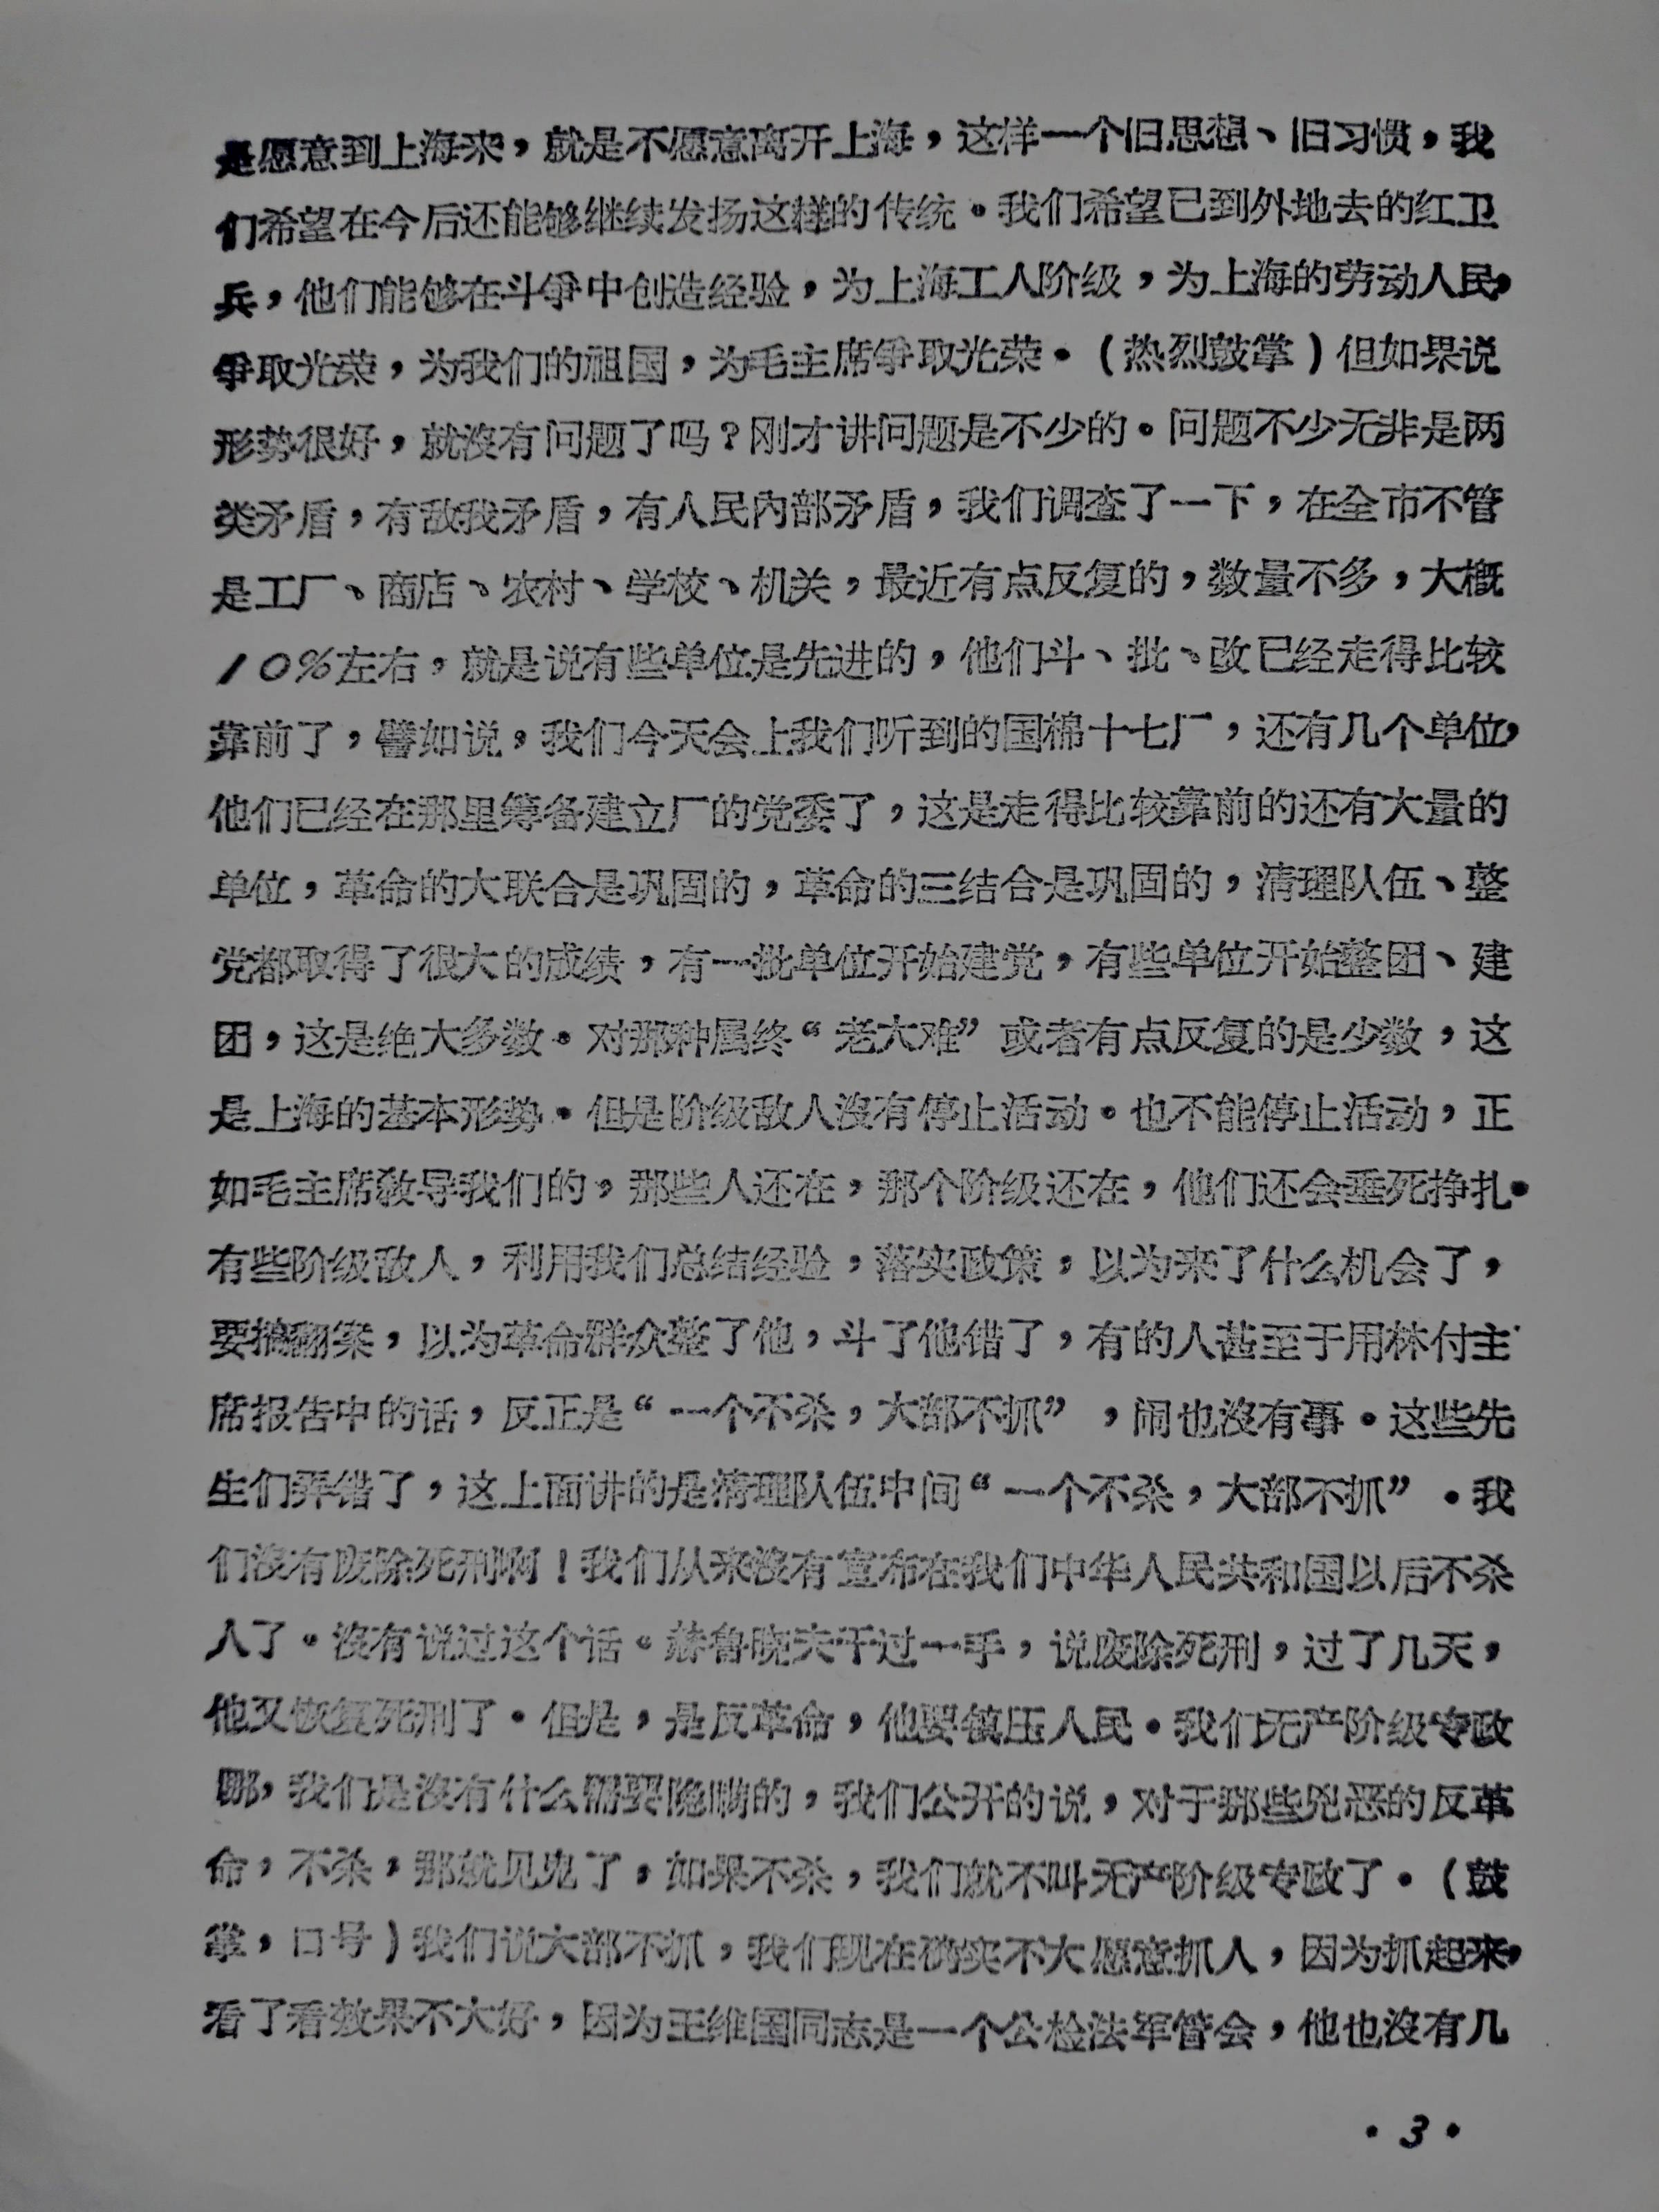 是愿意到上海来，就是不愿意离开上海，这样一个旧思想、旧习惯，我
们希望在今后还能够继续发扬这样的传统。我们希望已到外地去的红卫
兵，他们能够在斗爭中创造经验，为上海工人阶级，为上海的劳动人民，
爭取光荣，为我们的祖国，为毛主席爭取光荣。(热烈鼓掌)但如果说
形势很好，就沒有问题了吗？刚才讲问题是不少的。问题不少无非是两
类矛盾，有敌我矛盾，有人民内部矛盾，我们调查了一下，在全市不管
是工厂、商店、农村、学校、机关，最近有点反复的，数量不多，大概
10%左右，就是说有些单位是先进的，他们斗、批、改已经走得比较
靠前了，譬如说，我们今天会上我们听到的国棉十七厂，还有几个单位，
他们已经在那里筹备建立厂的党委了，这是走得比较靠前的还有大量的
单位，革命的大联合是巩固的，革命的三结合是巩固的，清理队伍、整
党都取得了很大的成绩，有一批单位开始建党，有些单位开始整团、建
团，这是绝大多数。对那种属终“老大难”或者有点反复的是少数，这
是上海的基本形势。但是阶级敌人沒有停止活动。也不能停止活动，正
如毛主席敎导我们的，那些人还在，那个阶级还在，他们还会垂死挣扎。
有些阶级敌人，利用我们总结经验，落实政策，以为来了什么机会了，
要搞翻案，以为革命群众整了他，斗了他错了，有的人甚至于用林付主
席报告中的话，反正是“一个不杀，大部不抓”，闹也沒有事。这些先
生们弄错了，这上面讲的是清理队伍中间“一个不杀，大部不抓”。我
们沒有废除死刑啊！我们从来沒有宣布在我们中华人民共和国以后不杀
人了。沒有说过这个话。赫鲁晓夫干过一手，说废除死刑，过了几天，
他又恢复死刑了。但是，是反革命，他要镇压人民。我们无产阶级专政
哪，我们是沒有什么需要隐瞒的，我们公开的说，对于那些凶恶的反革
命，不杀，那就见鬼了，如果不杀，我们就不叫无产阶级专政了。(鼓
掌，口号)我们说大部不抓，我们现在确实不大愿意抓人，因为抓起来，
看了看效果不大好，因为王维国同志是一个公检法军管会，他也沒有几
·3·